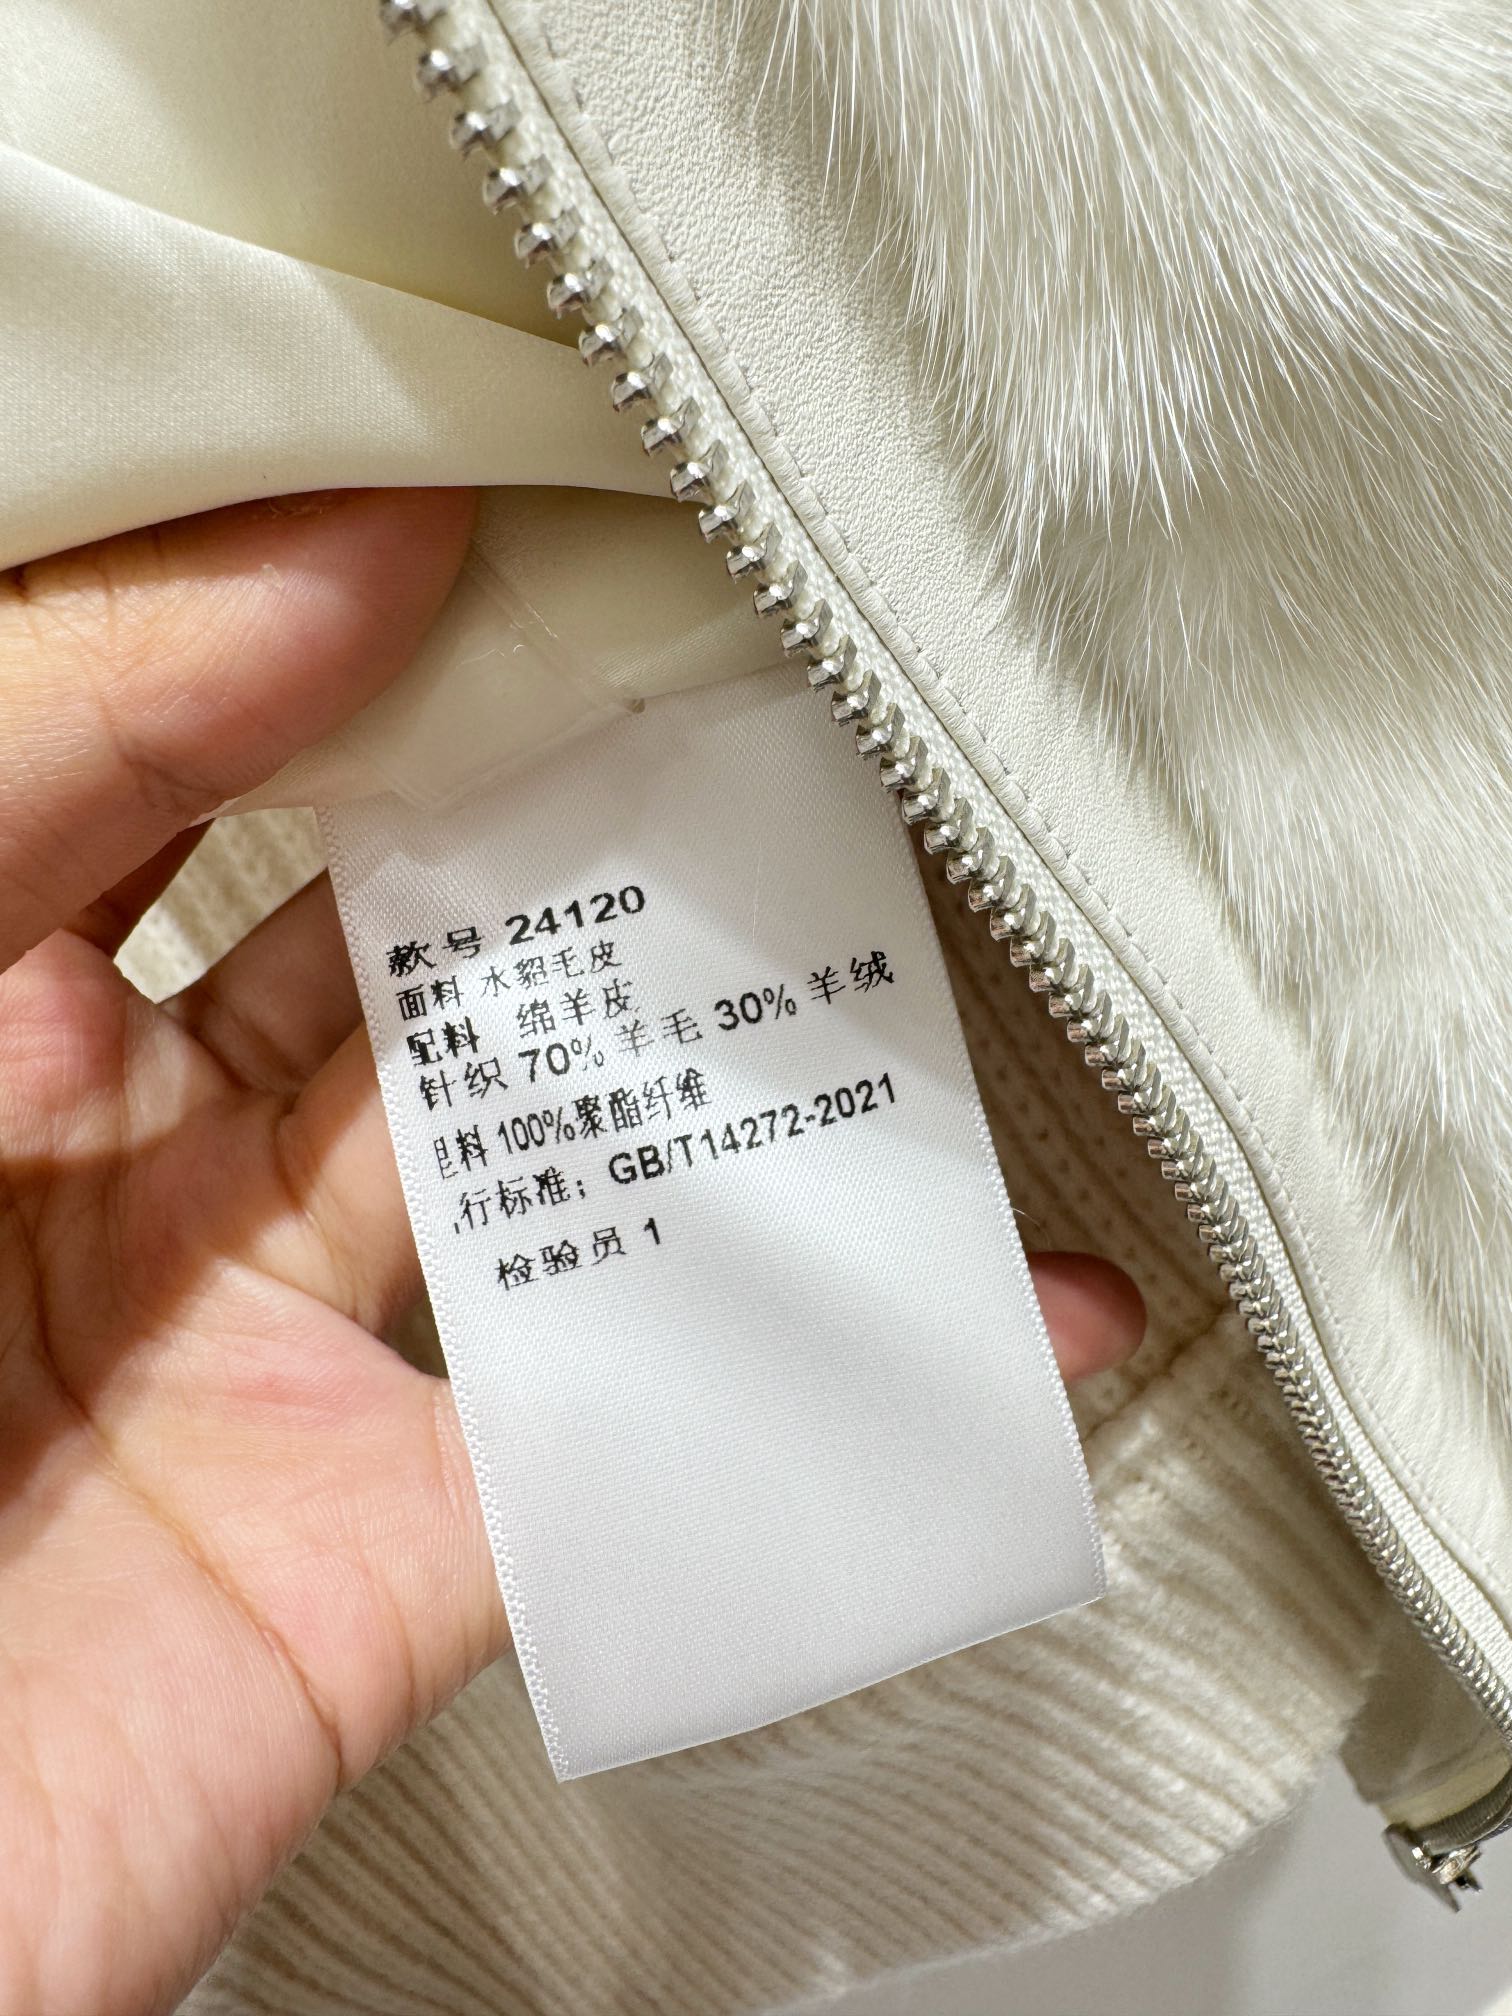 款号 24120
面料 水貂毛皮
配料 绵羊皮
针织 70% 羊毛 30% 羊绒
里料 100%聚酯纤维
行标准：GB/T14272-2021
检验员 1